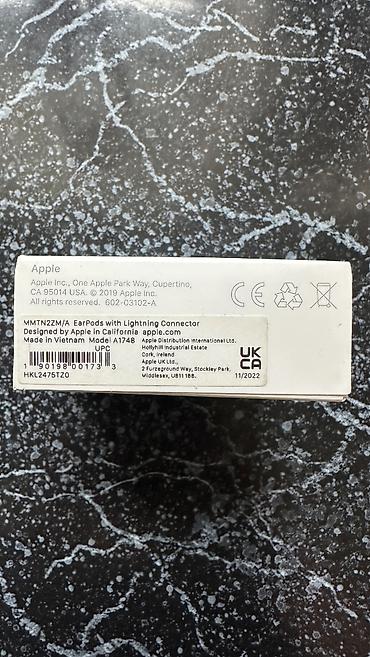 Apple
Apple Inc., One Apple Park Way, Cupertino,
CA 95014 USA. © 2019 Apple Inc.
All rights reserved. 602-03102-A
MMTN2ZM/A EarPods with Lightning Connector
Designed by Apple in California apple.com
Made in Vietnam Model A1748
UPC
1 90198 00173 3
HKL2475TZ0
Apple Distribution International Ltd.
Hollyhill Industrial Estate
Cork, Ireland
Apple UK Ltd.,
2 Furzeground Way, Stockley Park,
Middlesex, UB11 1BB.
CE
UK
CA
11/2022